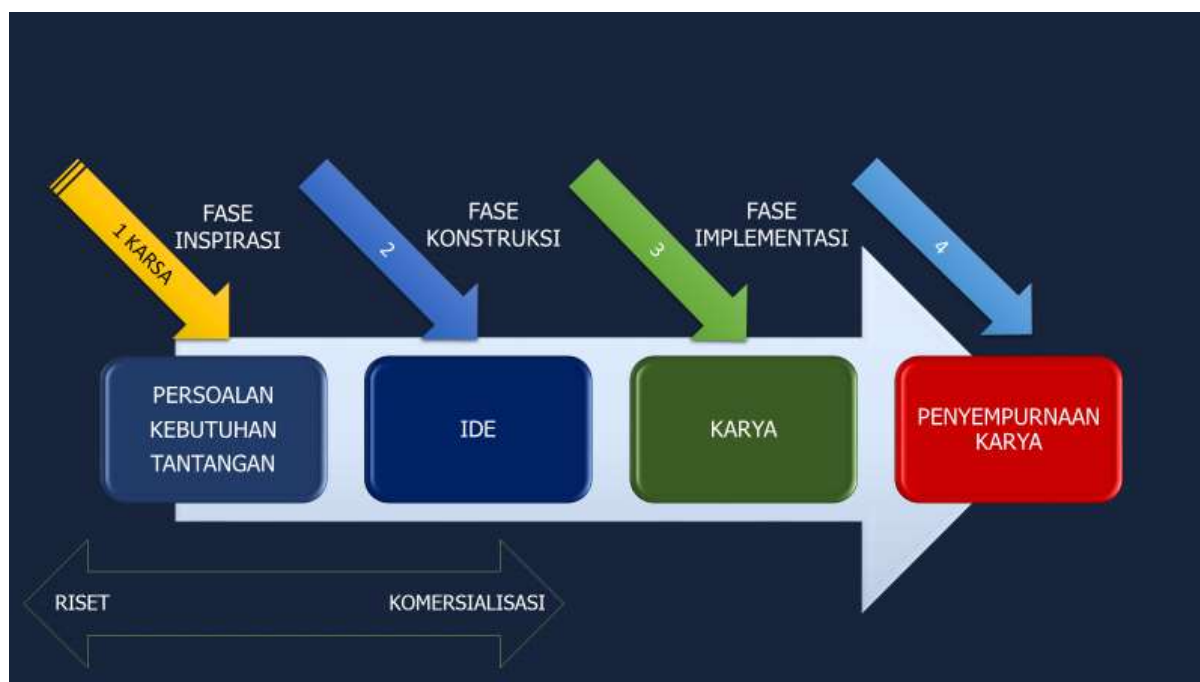 1 KARSA
FASE
INSPIRASI
2
FASE
KONSTRUKSI
3
FASE
IMPLEMENTASI
4
PERSOALAN
KEBUTUHAN
TANTANGAN
IDE
KARYA
PENYEMPURNAAN
KARYA
RISET
KOMERSIALISASI